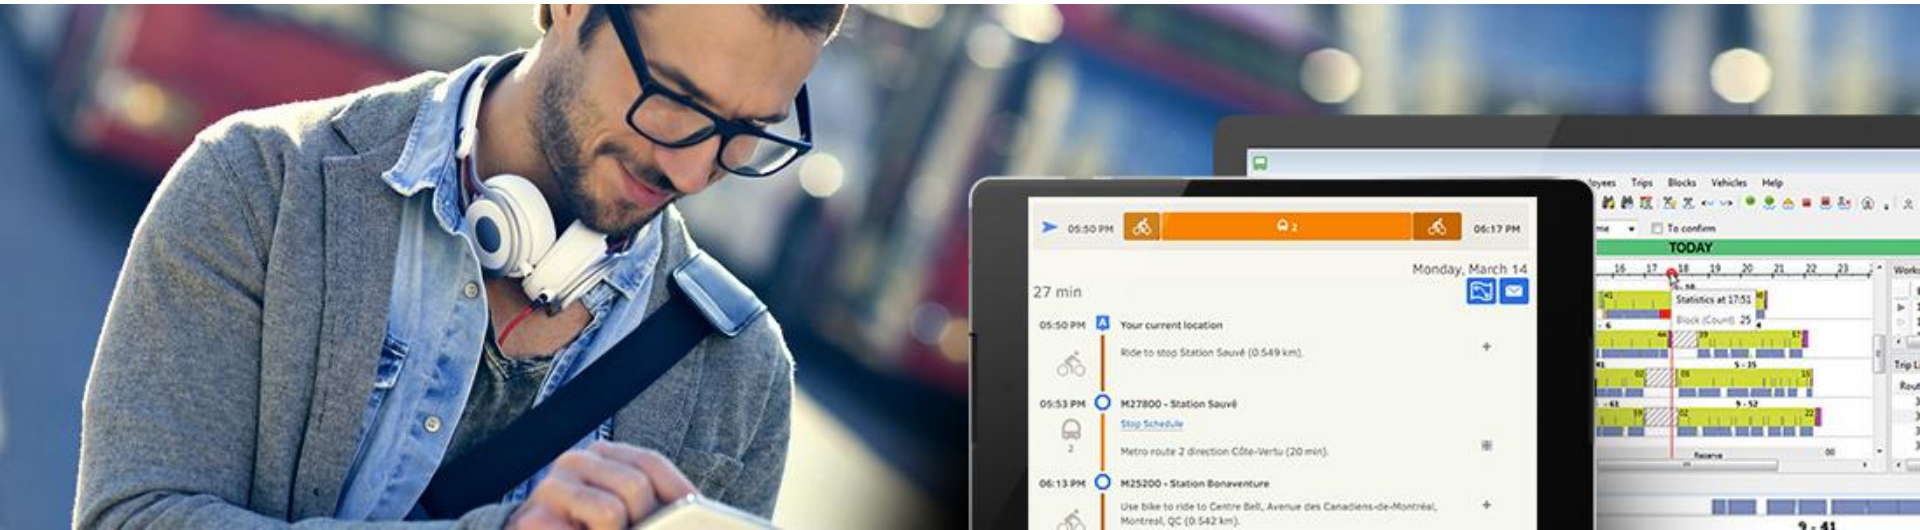 05:50 PM
2
06:17 PM
Monday, March 14
27 min
05:50 PM
A
Your current location
Ride to stop Station Sauvé (0.549 km).
05:53 PM
M27800 - Station Sauvé
Stop Schedule
2
Metro route 2 direction Côte-Vertu (20 min).
06:13 PM
M25200 - Station Bonaventure
Use bike to ride to Centre Bell, Avenue des Canadiens-de-Montréal,
Montreal, QC (0.542 km).
Trips Blocks Vehicles Help
To confirm
TODAY
16 17 18 19 20 21 22 23
Statistics at 17:51
Block (Count) 25
5 - 35
9 - 52
Reserve
00
9 - 41